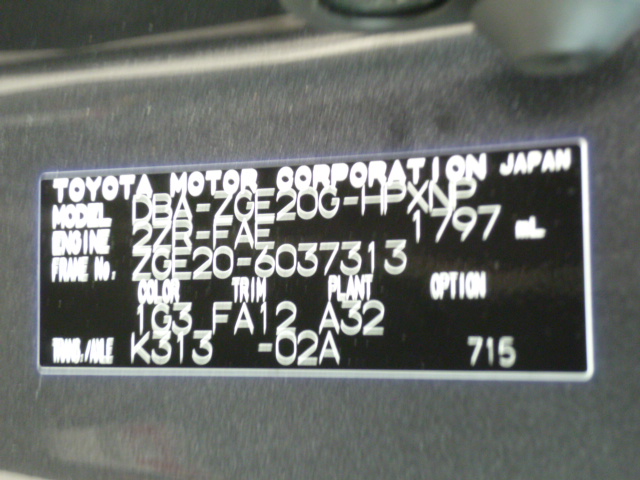 TOYOTA MOTOR CORPORATION JAPAN
MODEL DBA-ZGE20G-HPXNP
ENGINE 2ZR-FAE 1797 mL
FRAME No. ZGE20-6037313
COLOR TRIM PLANT OPTION
1G3 FA12 A32
TRANS./AXLE K313 -02A 715